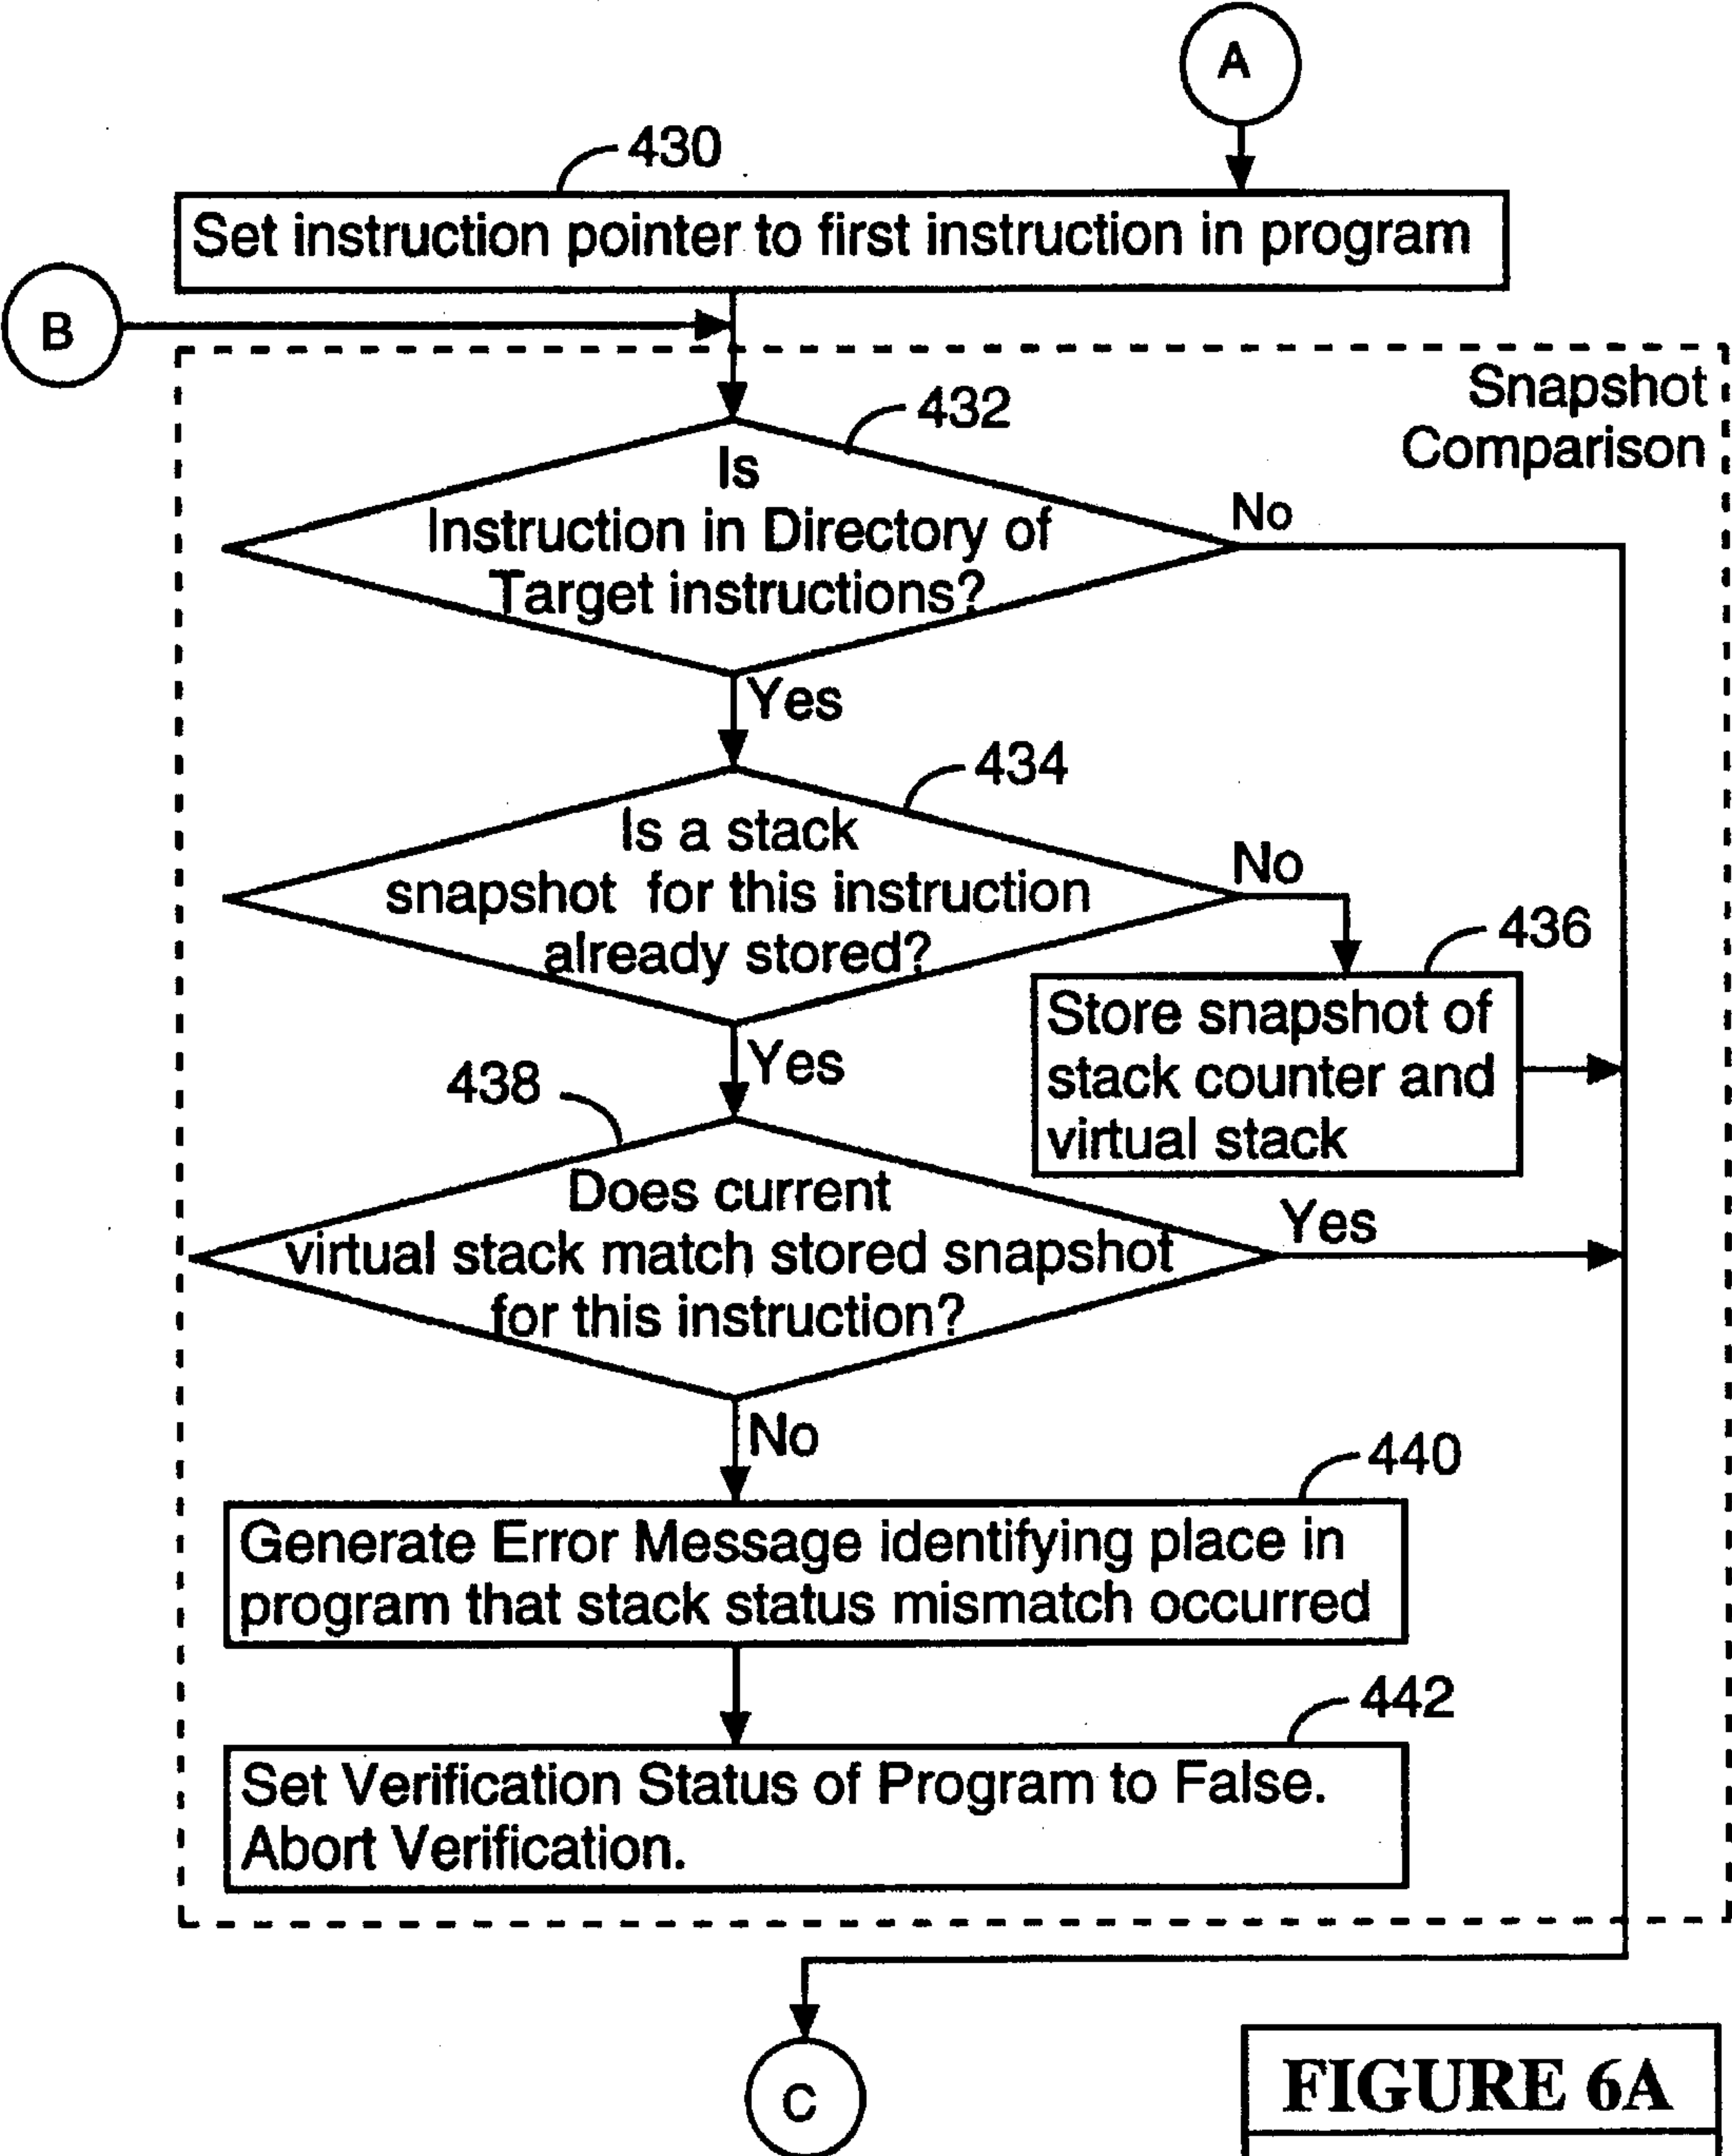 A
430
Set instruction pointer to first instruction in program
B
Snapshot
Comparison
432
Is
Instruction in Directory of
Target instructions?
No
Yes
434
Is a stack
snapshot for this instruction
already stored?
No
436
Store snapshot of
stack counter and
virtual stack
Yes
438
Does current
virtual stack match stored snapshot
for this instruction?
Yes
No
440
Generate Error Message identifying place in
program that stack status mismatch occurred
442
Set Verification Status of Program to False.
Abort Verification.
C
FIGURE 6A